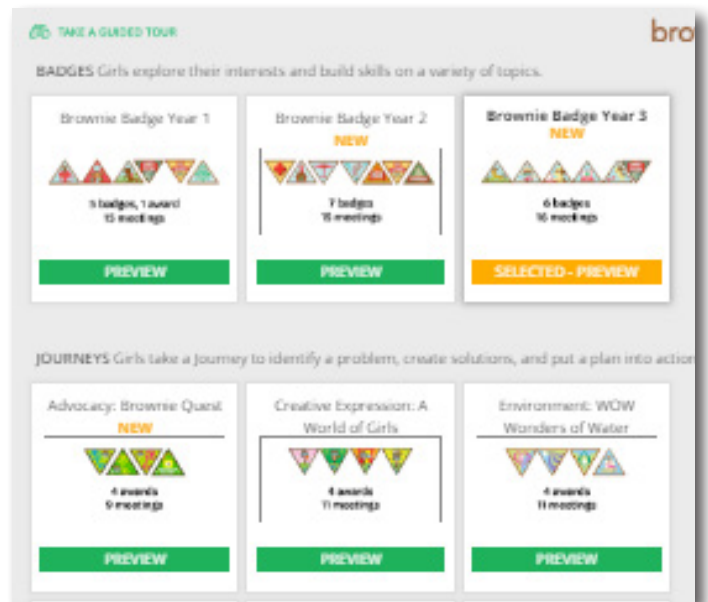 TAKE A GUIDED TOUR
bro
BADGES Girls explore their interests and build skills on a variety of topics.
Brownie Badge Year 1
5 badges, 1 award
15 meetings
PREVIEW
Brownie Badge Year 2
NEW
7 badges
15 meetings
PREVIEW
Brownie Badge Year 3
NEW
6 badges
16 meetings
SELECTED - PREVIEW
JOURNEYS Girls take a Journey to identify a problem, create solutions, and put a plan into action
Advocacy: Brownie Quest
NEW
4 awards
9 meetings
PREVIEW
Creative Expression: A
World of Girls
4 awards
11 meetings
PREVIEW
Environment: WOW
Wonders of Water
4 awards
11 meetings
PREVIEW